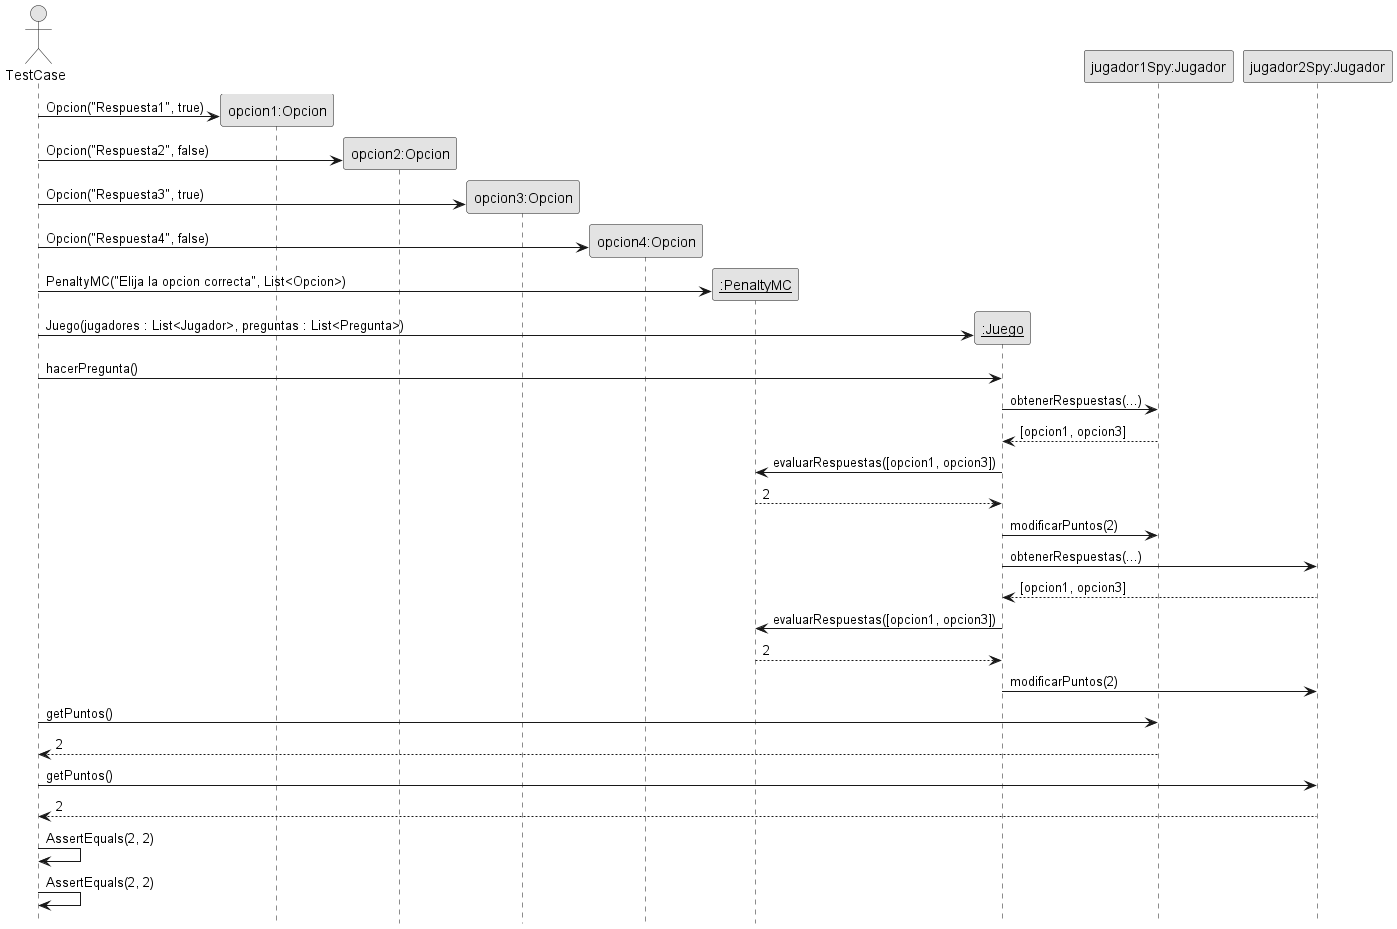 TestCase
jugador1Spy:Jugador
jugador2Spy:Jugador
Opcion("Respuesta1", true)
opcion1:Opcion
Opcion("Respuesta2", false)
opcion2:Opcion
Opcion("Respuesta3", true)
opcion3:Opcion
Opcion("Respuesta4", false)
opcion4:Opcion
PenaltyMC("Elija la opcion correcta", List<Opcion>)
:PenaltyMC
Juego(jugadores : List<Jugador>, preguntas : List<Pregunta>)
:Juego
hacerPregunta()
obtenerRespuestas(...)
[opcion1, opcion3]
evaluarRespuestas([opcion1, opcion3])
2
modificarPuntos(2)
obtenerRespuestas(...)
[opcion1, opcion3]
evaluarRespuestas([opcion1, opcion3])
2
modificarPuntos(2)
getPuntos()
2
getPuntos()
2
AssertEquals(2, 2)
AssertEquals(2, 2)